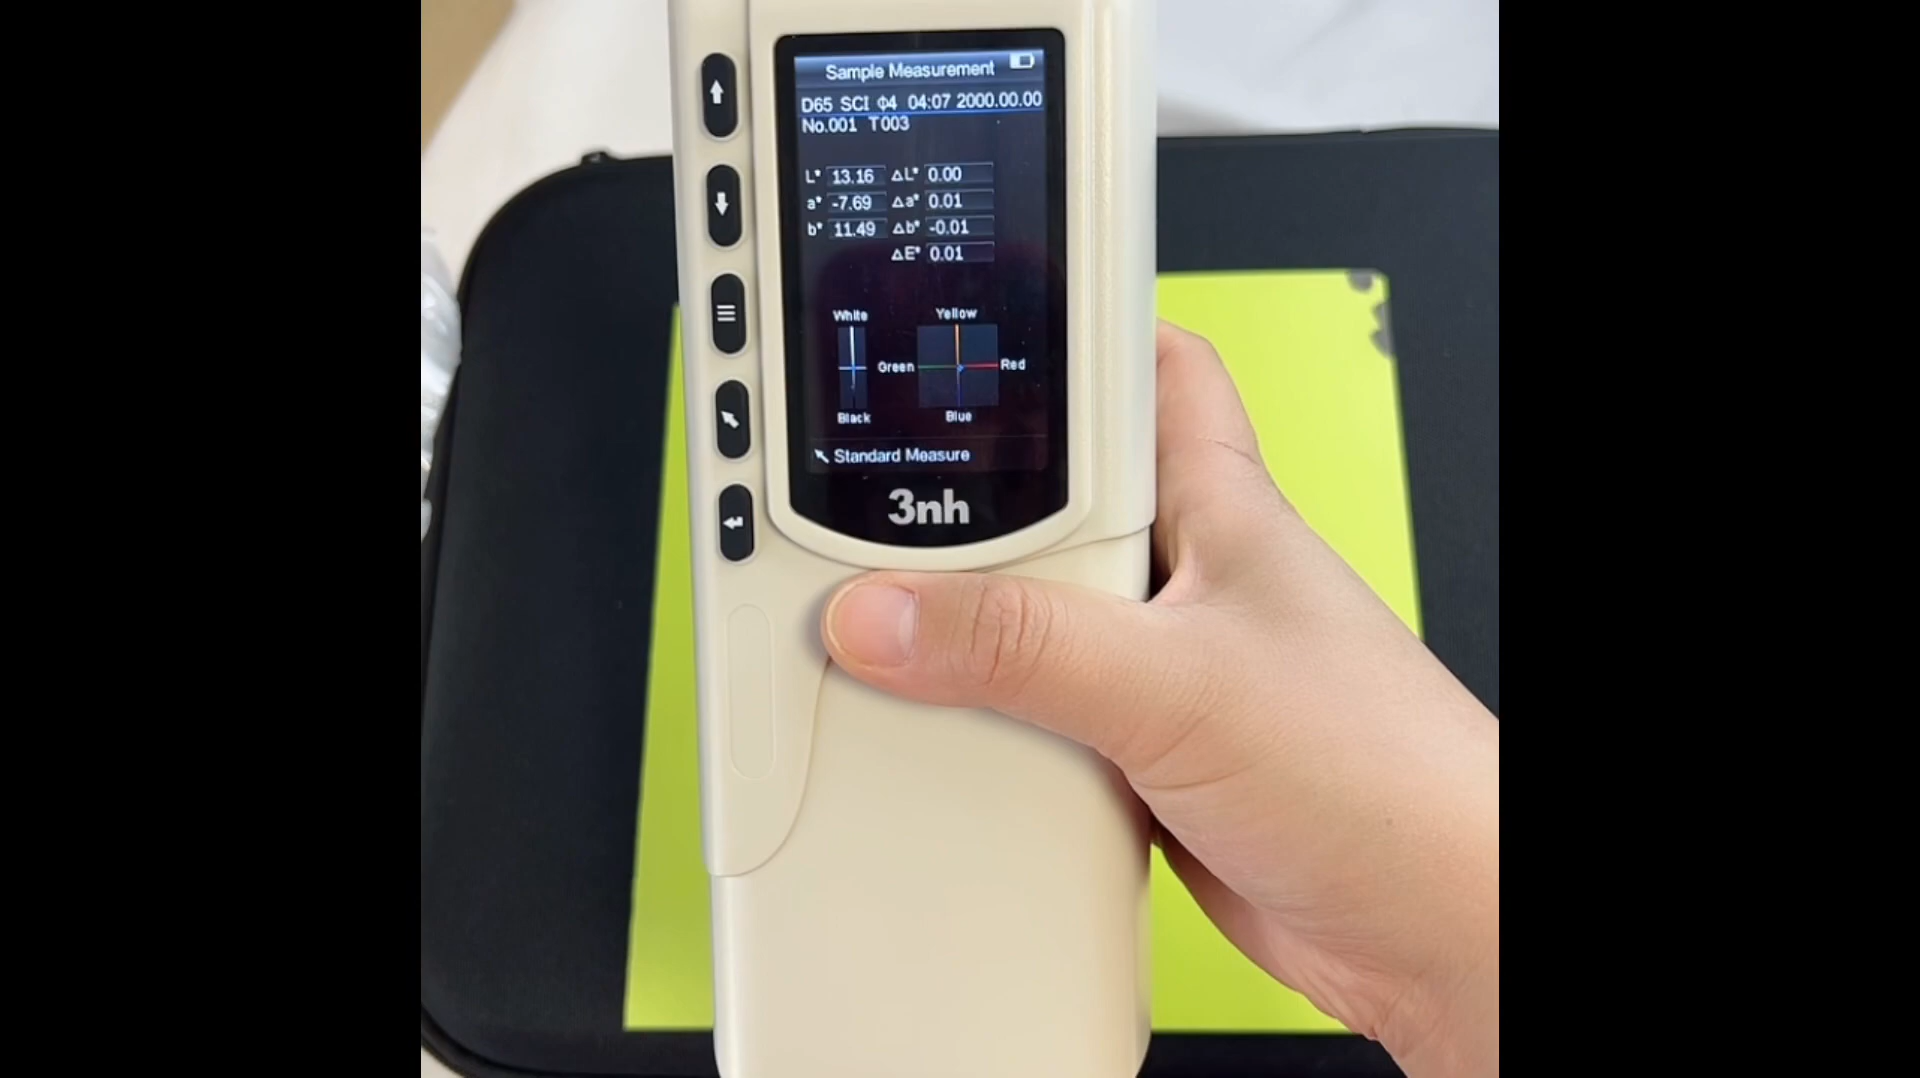 Sample Measurement
D65 SCI Φ4 04:07 2000.00.00
No.001 T003
L* 13.16 ΔL* 0.00
a* -7.69 Δa* 0.01
b* 11.49 Δb* -0.01
ΔE* 0.01
White Yellow
Green Red
Black Blue
Standard Measure
3nh